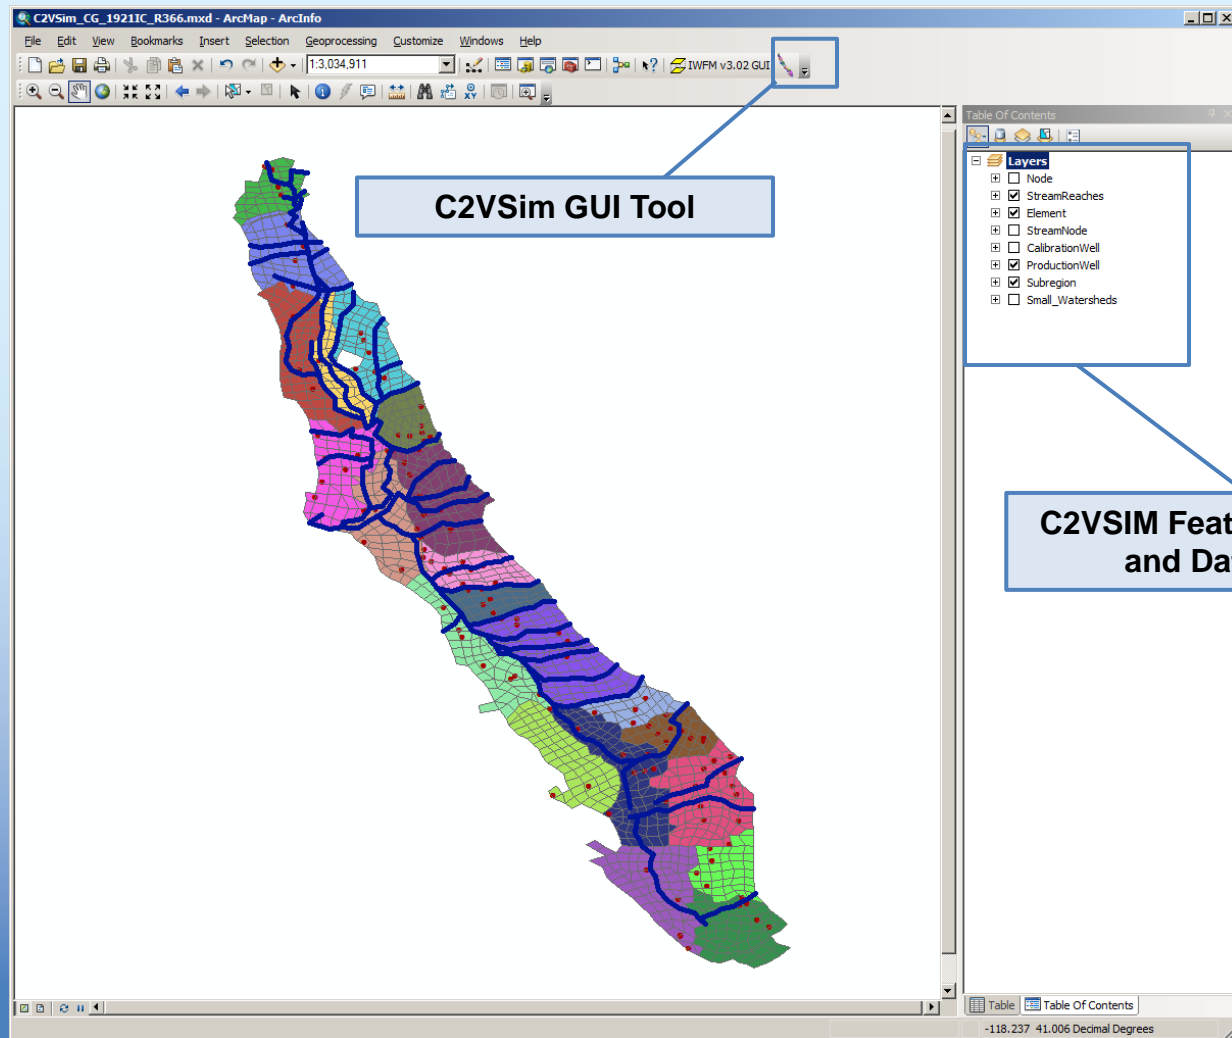 C2VSim_CG_1921IC_R366.mxd - ArcMap - ArcInfo
File Edit View Bookmarks Insert Selection Geoprocessing Customize Windows Help
1:3,034,911
IWFM v3.02 GUI
C2VSim GUI Tool
Table Of Contents
Layers
Node
StreamReaches
Element
StreamNode
CalibrationWell
ProductionWell
Subregion
Small_Watersheds
C2VSIM Feat
and Da
Table Table Of Contents
-118.237 41.006 Decimal Degrees